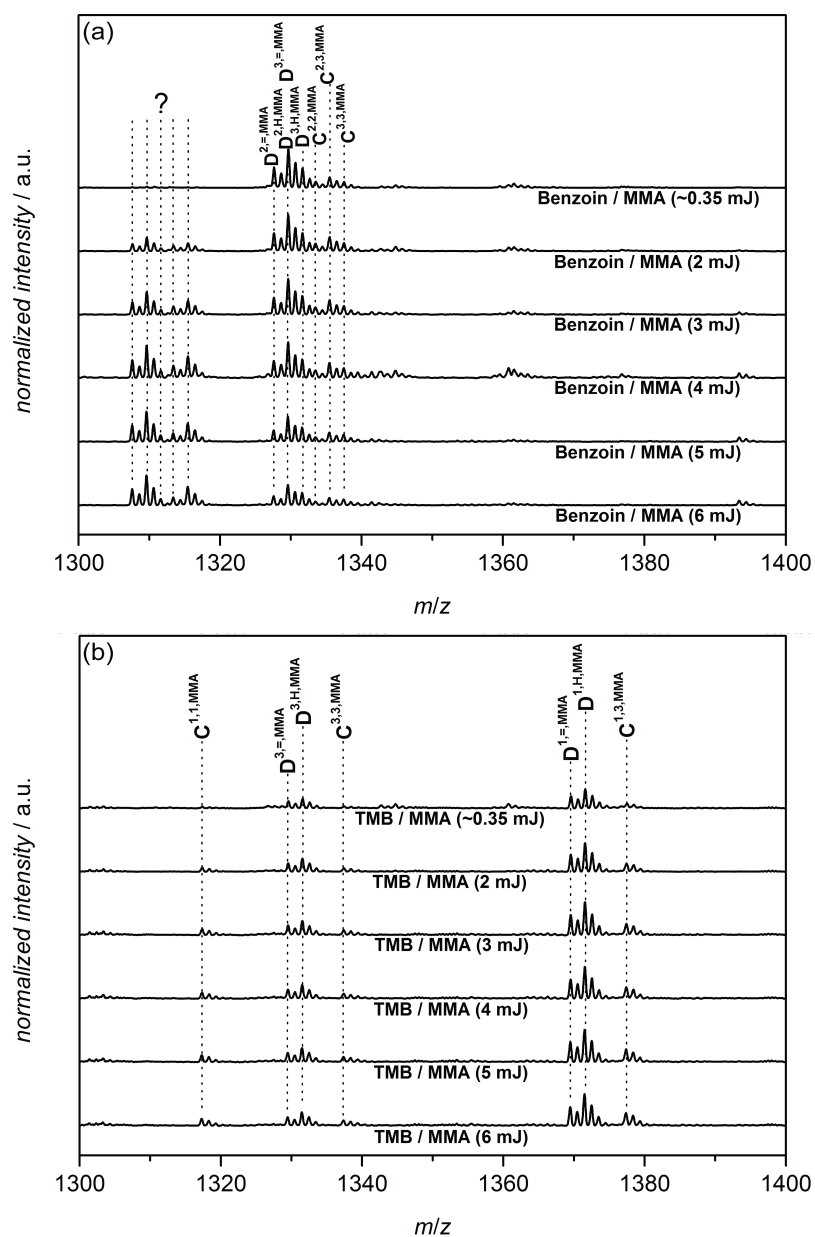 (a)
?
D2,=,MMA
D2,H,MMA
D3,=,MMA
D3,H,MMA
C2,2,MMA
C2,3,MMA
C3,3,MMA
normalized intensity / a.u.
Benzoin / MMA (~0.35 mJ)
Benzoin / MMA (2 mJ)
Benzoin / MMA (3 mJ)
Benzoin / MMA (4 mJ)
Benzoin / MMA (5 mJ)
Benzoin / MMA (6 mJ)
1300 1320 1340 1360 1380 1400
m/z
(b)
C1,1,MMA
D3,=,MMA
D3,H,MMA
C3,3,MMA
D1,=,MMA
D1,H,MMA
C1,3,MMA
normalized intensity / a.u.
TMB / MMA (~0.35 mJ)
TMB / MMA (2 mJ)
TMB / MMA (3 mJ)
TMB / MMA (4 mJ)
TMB / MMA (5 mJ)
TMB / MMA (6 mJ)
1300 1320 1340 1360 1380 1400
m/z